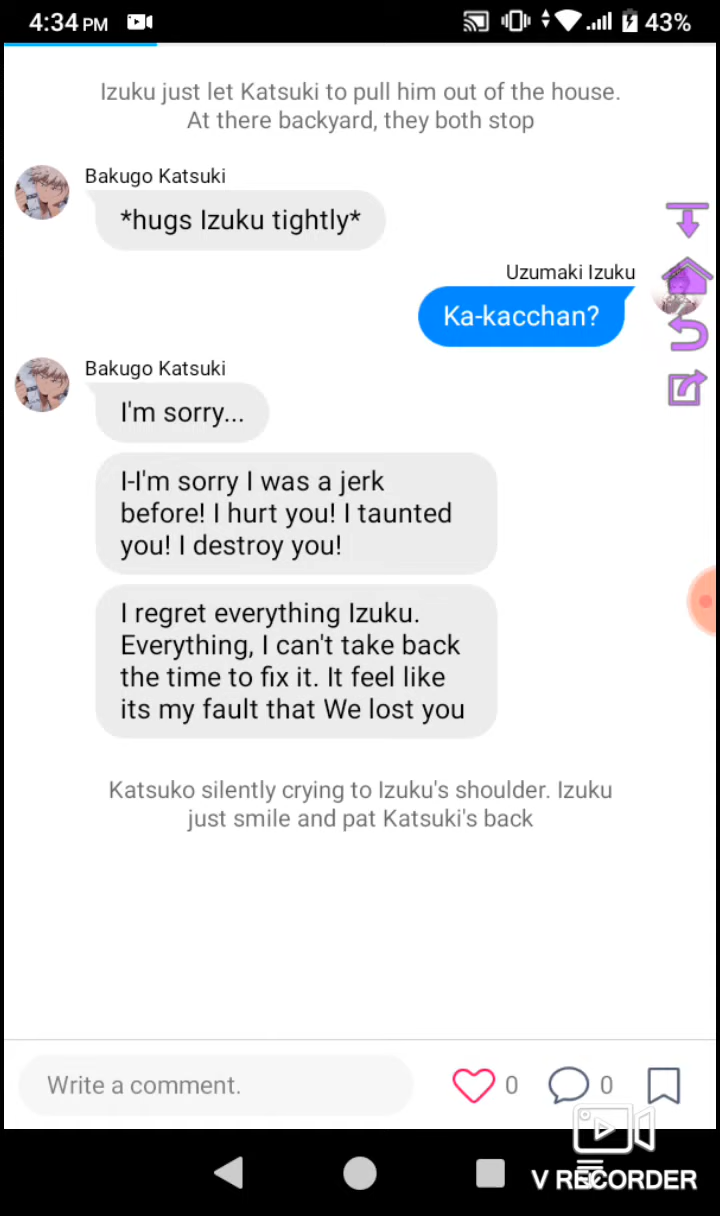 4:34 PM
43%
Izuku just let Katsuki to pull him out of the house.
At there backyard, they both stop
Bakugo Katsuki
*hugs Izuku tightly*
Uzumaki Izuku
Ka-kacchan?
Bakugo Katsuki
I'm sorry...
I-I'm sorry I was a jerk
before! I hurt you! I taunted
you! I destroy you!
I regret everything Izuku.
Everything, I can't take back
the time to fix it. It feel like
its my fault that We lost you
Katsuko silently crying to Izuku's shoulder. Izuku
just smile and pat Katsuki's back
Write a comment.
0
0
V RECORDER